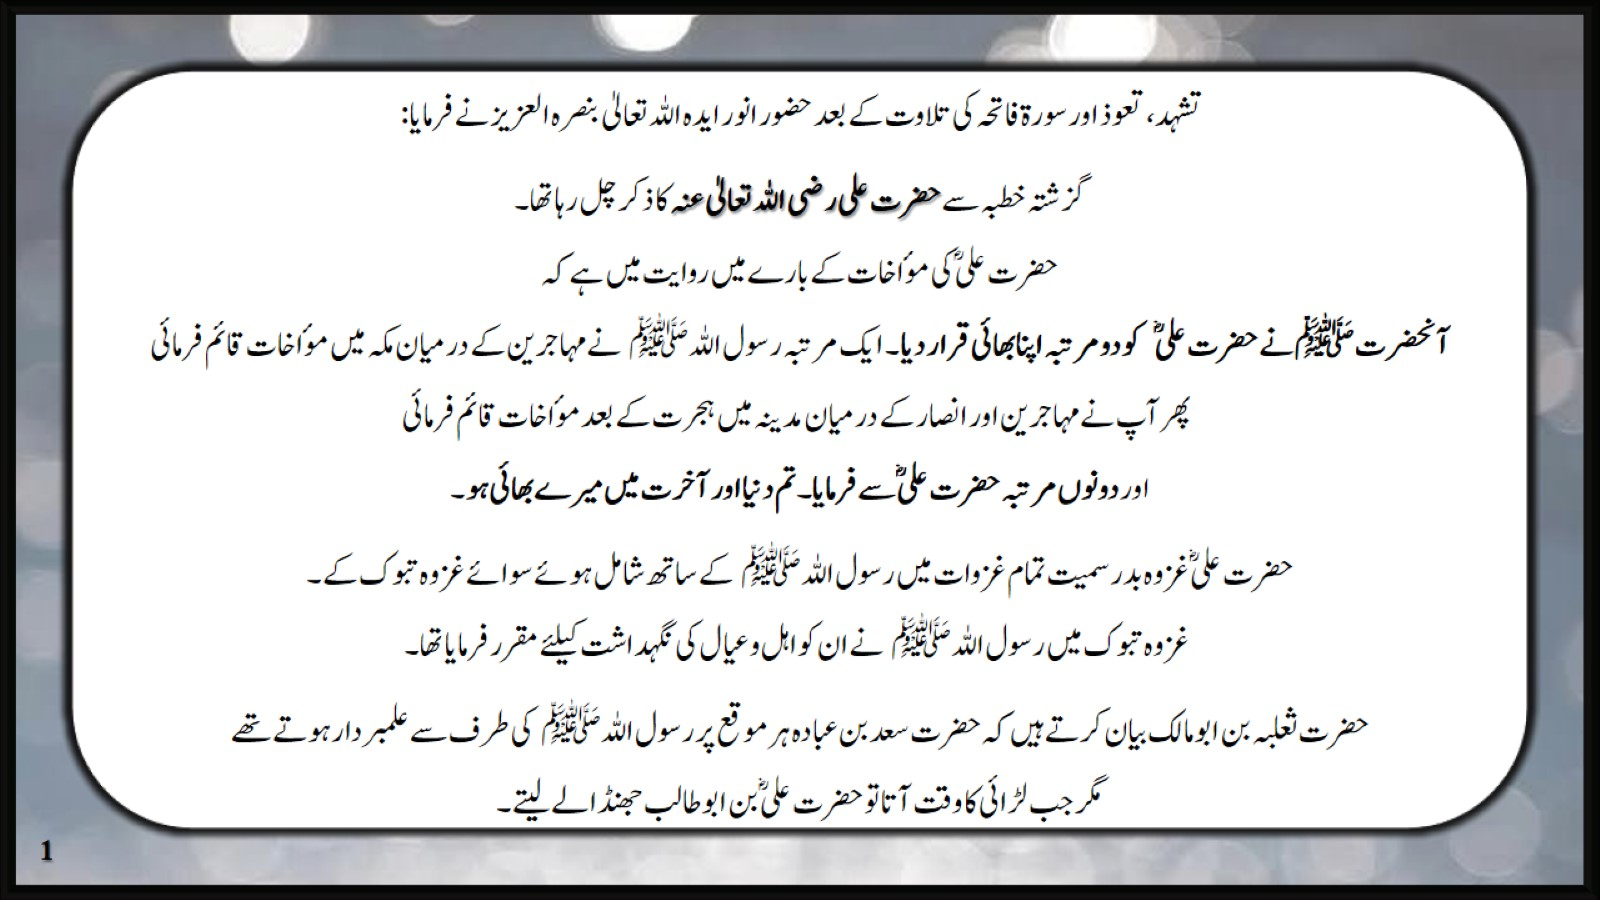 تشہد، تعوذ اور سورۃ فاتحہ کی تلاوت کے بعد حضور انور ایدہ اللہ تعالیٰ بنصرہ العزیز نے فرمایا:
گزشتہ خطبہ سے حضرت علی رضی اللہ تعالیٰ عنہ کا ذکر چل رہا تھا۔
حضرت علیؓ کی مؤاخات کے بارے میں روایت میں ہے کہ
آنحضرت ﷺ نے حضرت علیؓ کو دو مرتبہ اپنا بھائی قرار دیا۔ ایک مرتبہ رسول اللہ ﷺ نے مہاجرین کے درمیان مکہ میں مؤاخات قائم فرمائی
پھر آپ نے مہاجرین اور انصار کے درمیان مدینہ میں ہجرت کے بعد مؤاخات قائم فرمائی
اور دونوں مرتبہ حضرت علیؓ سے فرمایا۔ تم دنیا اور آخرت میں میرے بھائی ہو۔
حضرت علیؓ غزوہ بدر سمیت تمام غزوات میں رسول اللہ ﷺ کے ساتھ شامل ہوئے سوائے غزوہ تبوک کے۔
غزوہ تبوک میں رسول اللہ ﷺ نے ان کو اہل و عیال کی نگہداشت کیلئے مقرر فرمایا تھا۔
حضرت ثعلبہ بن ابو مالک بیان کرتے ہیں کہ حضرت سعد بن عبادہ ہر موقع پر رسول اللہ ﷺ کی طرف سے علمبردار ہوتے تھے
مگر جب لڑائی کا وقت آتا تو حضرت علیؓ بن ابو طالب جھنڈا لے لیتے۔
1